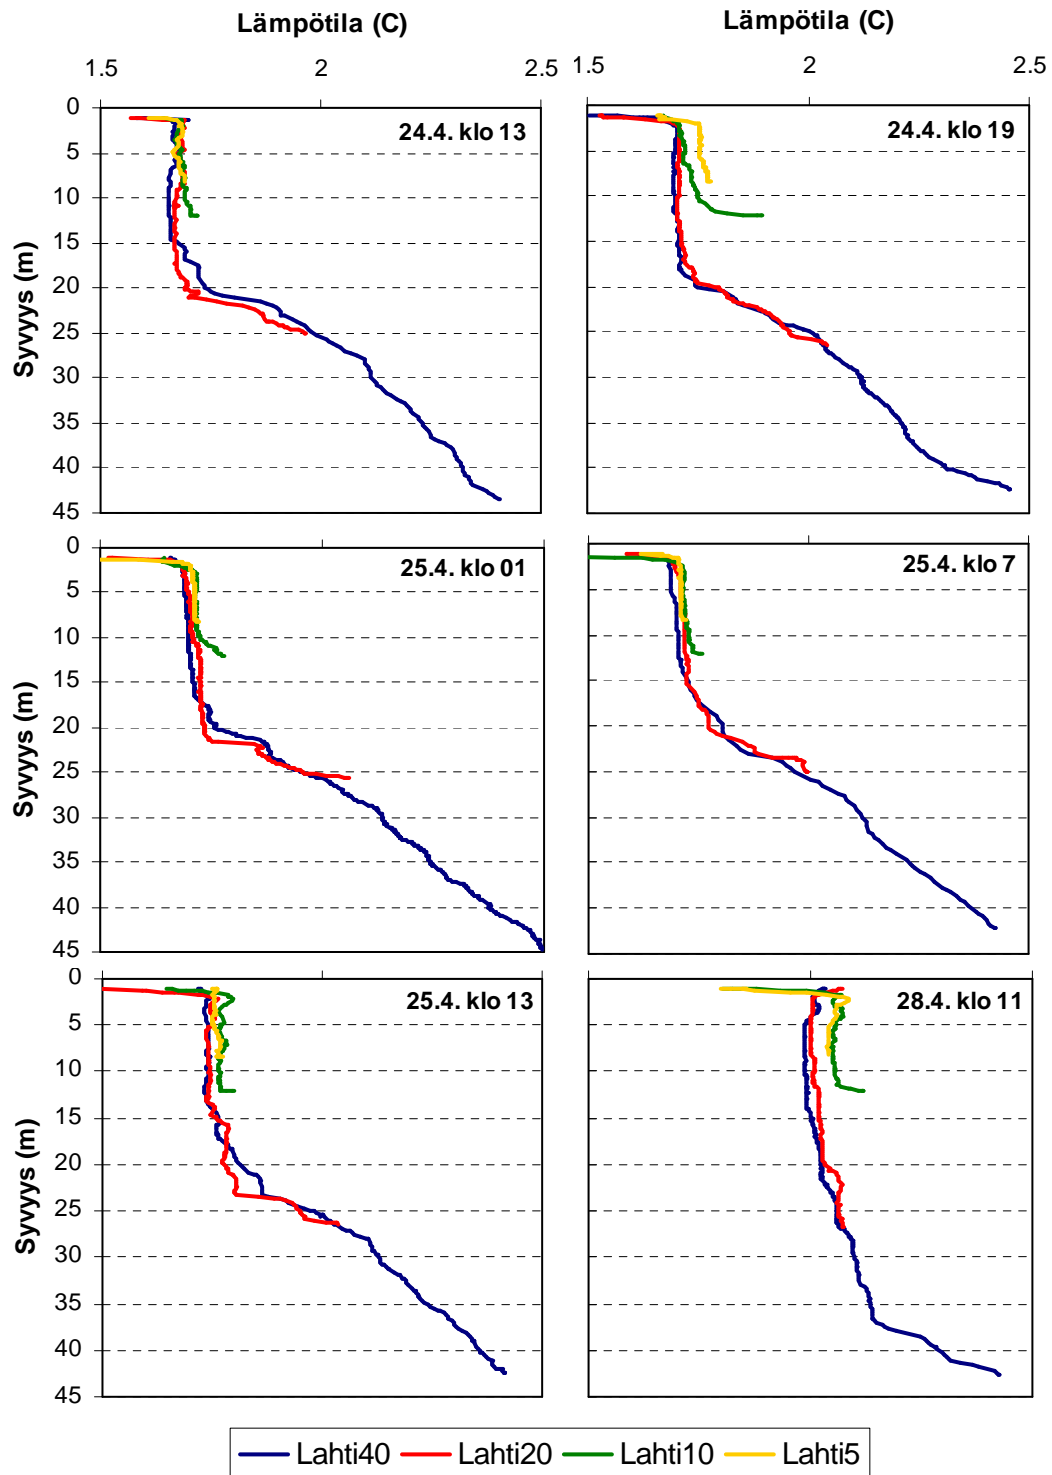 Lämpötila (C)
Lämpötila (C)
1.5 2 2.5
1.5 2 2.5
0
5
10
15
20
25
30
35
40
45
Syvyys (m)
24.4. klo 13
24.4. klo 19
0
5
10
15
20
25
30
35
40
45
Syvyys (m)
25.4. klo 01
25.4. klo 7
0
5
10
15
20
25
30
35
40
45
Syvyys (m)
25.4. klo 13
28.4. klo 11
Lahti40 Lahti20 Lahti10 Lahti5